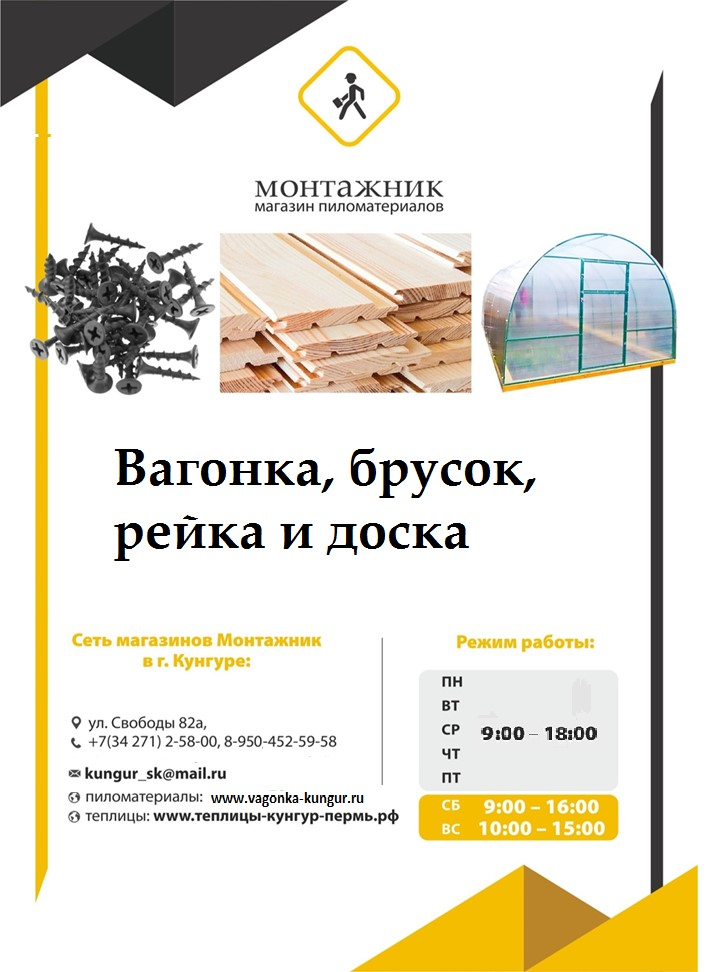 монтажник
магазин пиломатериалов
Вагонка, брусок,
рейка и доска
Сеть магазинов Монтажник
в г. Кунгуре:
ул. Свободы 82а,
+7(34 271) 2-58-00, 8-950-452-59-58
kungur_sk@mail.ru
пиломатериалы: www.vagonka-kungur.ru
теплицы: www.теплицы-кунгур-пермь.рф
Режим работы:
ПН
ВТ
СР 9:00 – 18:00
ЧТ
ПТ
СБ 9:00 – 16:00
ВС 10:00 – 15:00